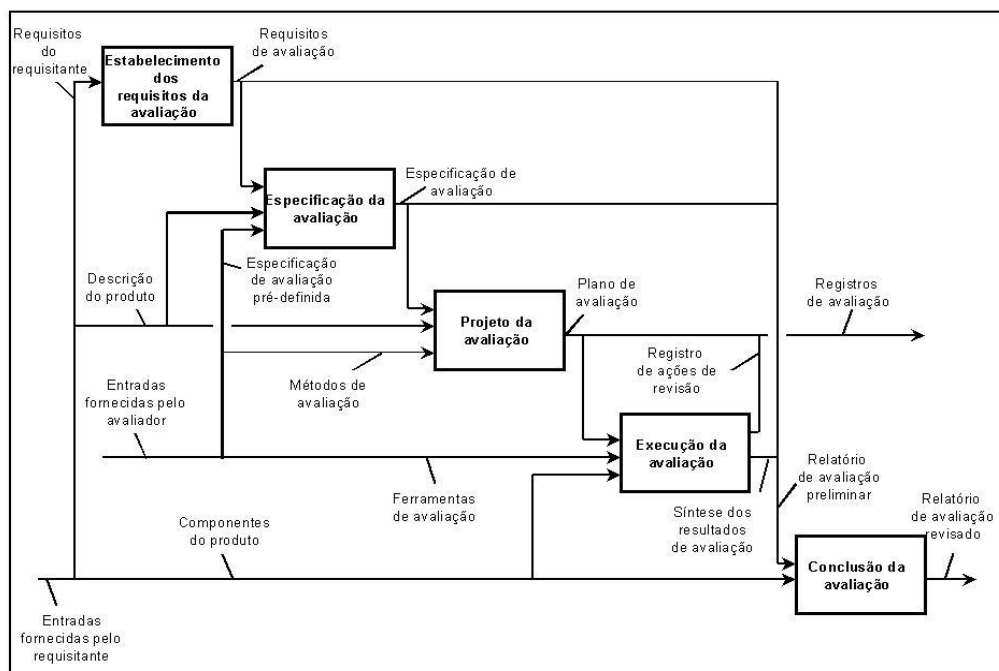 Requisitos
do
requisitante
Estabelecimento
dos
requisitos da
avaliação
Requisitos
de avaliação
Especificação da
avaliação
Especificação de
avaliação
Especificação
de avaliação
pré-definida
Descrição
do produto
Projeto da
avaliação
Plano de
avaliação
Registros
de avaliação
Métodos de
avaliação
Registro
de ações de
revisão
Entradas
fornecidas pelo
avaliador
Execução da
avaliação
Ferramentas
de avaliação
Síntese dos
resultados
de avaliação
Relatório
de avaliação
preliminar
Componentes
do produto
Relatório
de avaliação
revisado
Conclusão da
avaliação
Entradas
fornecidas pelo
requisitante